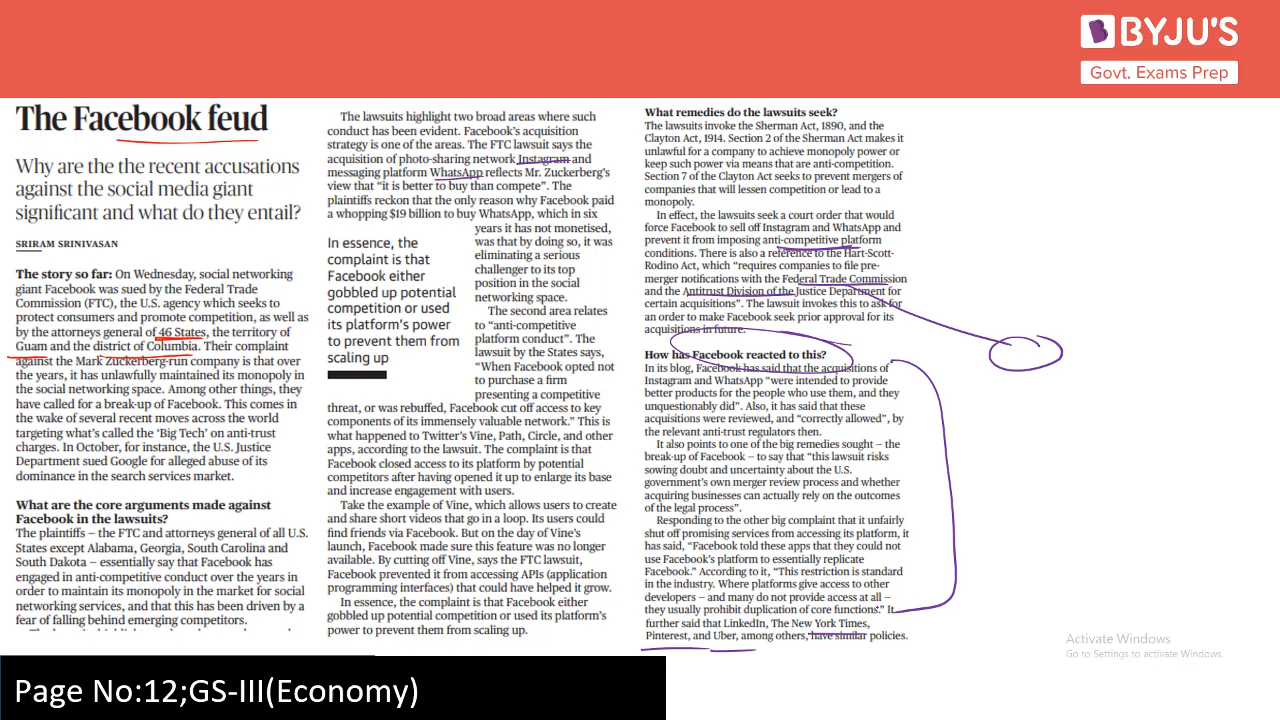 BYJU'S
Govt. Exams Prep
The Facebook feud
Why are the the recent accusations
against the social media giant
significant and what do they entail?
SRIRAM SRINIVASAN
The story so far: On Wednesday, social networking
giant Facebook was sued by the Federal Trade
Commission (FTC), the U.S. agency which seeks to
protect consumers and promote competition, as well as
by the attorneys general of 46 States, the territory of
Guam and the district of Columbia. Their complaint
against the Mark Zuckerberg-run company is that over
the years, it has unlawfully maintained its monopoly in
the social networking space. Among other things, they
have called for a break-up of Facebook. This comes in
the wake of several recent moves across the world
targeting what's called the 'Big Tech' on anti-trust
charges. In October, for instance, the U.S. Justice
Department sued Google for alleged abuse of its
dominance in the search services market.
What are the core arguments made against
Facebook in the lawsuits?
The plaintiffs – the FTC and attorneys general of all U.S.
States except Alabama, Georgia, South Carolina and
South Dakota – essentially say that Facebook has
engaged in anti-competitive conduct over the years in
order to maintain its monopoly in the market for social
networking services, and that this has been driven by a
fear of falling behind emerging competitors.
The lawsuits highlight two broad areas where such
conduct has been evident. Facebook's acquisition
strategy is one of the areas. The FTC lawsuit says the
acquisition of photo-sharing network Instagram and
messaging platform WhatsApp reflects Mr. Zuckerberg's
view that "it is better to buy than compete". The
plaintiffs reckon that the only reason why Facebook paid
a whopping $19 billion to buy WhatsApp, which in six
years it has not monetised,
was that by doing so, it was
eliminating a serious
challenger to its top
position in the social
networking space.
The second area relates
to "anti-competitive
platform conduct". The
lawsuit by the States says,
"When Facebook opted not
to purchase a firm
presenting a competitive
threat, or was rebuffed, Facebook cut off access to key
components of its immensely valuable network." This is
what happened to Twitter's Vine, Path, Circle, and other
apps, according to the lawsuit. The complaint is that
Facebook closed access to its platform by potential
competitors after having opened it up to enlarge its base
and increase engagement with users.
Take the example of Vine, which allows users to create
and share short videos that go in a loop. Its users could
find friends via Facebook. But on the day of Vine's
launch, Facebook made sure this feature was no longer
available. By cutting off Vine, says the FTC lawsuit,
Facebook prevented it from accessing APIs (application
programming interfaces) that could have helped it grow.
In essence, the complaint is that Facebook either
gobbled up potential competition or used its platform's
power to prevent them from scaling up.
In essence, the
complaint is that
Facebook either
gobbled up potential
competition or used
its platform's power
to prevent them from
scaling up
What remedies do the lawsuits seek?
The lawsuits invoke the Sherman Act, 1890, and the
Clayton Act, 1914. Section 2 of the Sherman Act makes it
unlawful for a company to achieve monopoly power or
keep such power via means that are anti-competition.
Section 7 of the Clayton Act seeks to prevent mergers of
companies that will lessen competition or lead to a
monopoly.
In effect, the lawsuits seek a court order that would
force Facebook to sell off Instagram and WhatsApp and
prevent it from imposing anti-competitive platform
conditions. There is also a reference to the Hart-Scott-
Rodino Act, which "requires companies to file pre-
merger notifications with the Federal Trade Commission
and the Antitrust Division of the Justice Department for
certain acquisitions". The lawsuit invokes this to ask for
an order to make Facebook seek prior approval for its
acquisitions in future.
How has Facebook reacted to this?
In its blog, Facebook has said that the acquisitions of
Instagram and WhatsApp "were intended to provide
better products for the people who use them, and they
unquestionably did". Also, it has said that these
acquisitions were reviewed, and "correctly allowed", by
the relevant anti-trust regulators then.
It also points to one of the big remedies sought – the
break-up of Facebook – to say that "this lawsuit risks
sowing doubt and uncertainty about the U.S.
government's own merger review process and whether
acquiring businesses can actually rely on the outcomes
of the legal process".
Responding to the other big complaint that it unfairly
shut off promising services from accessing its platform, it
has said, "Facebook told these apps that they could not
use Facebook's platform to essentially replicate
Facebook." According to it, "This restriction is standard
in the industry. Where platforms give access to other
developers – and many do not provide access at all –
they usually prohibit duplication of core functions." It
further said that LinkedIn, The New York Times,
Pinterest, and Uber, among others, have similar policies.
Activate Windows
Go to Settings to activate Windows.
Page No:12;GS-III(Economy)